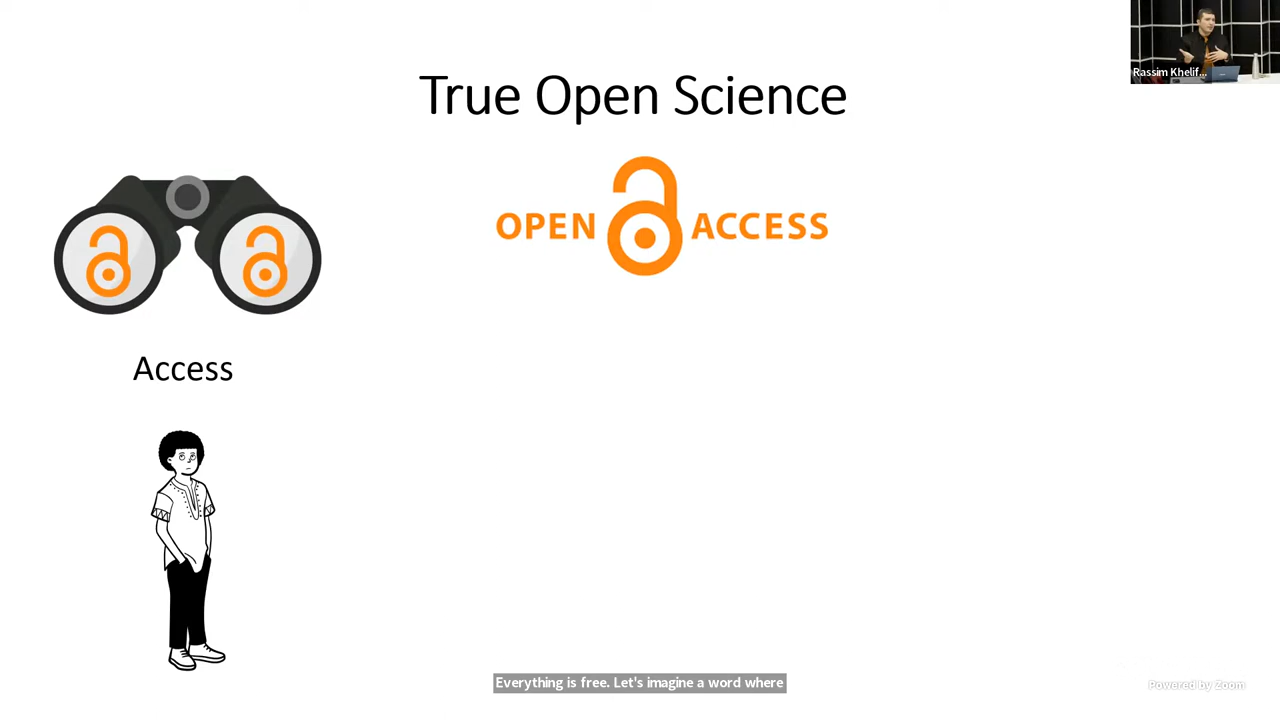 True Open Science
Rassim Khelif...
OPEN ACCESS
Access
Everything is free. Let's imagine a word where
Powered by Zoom